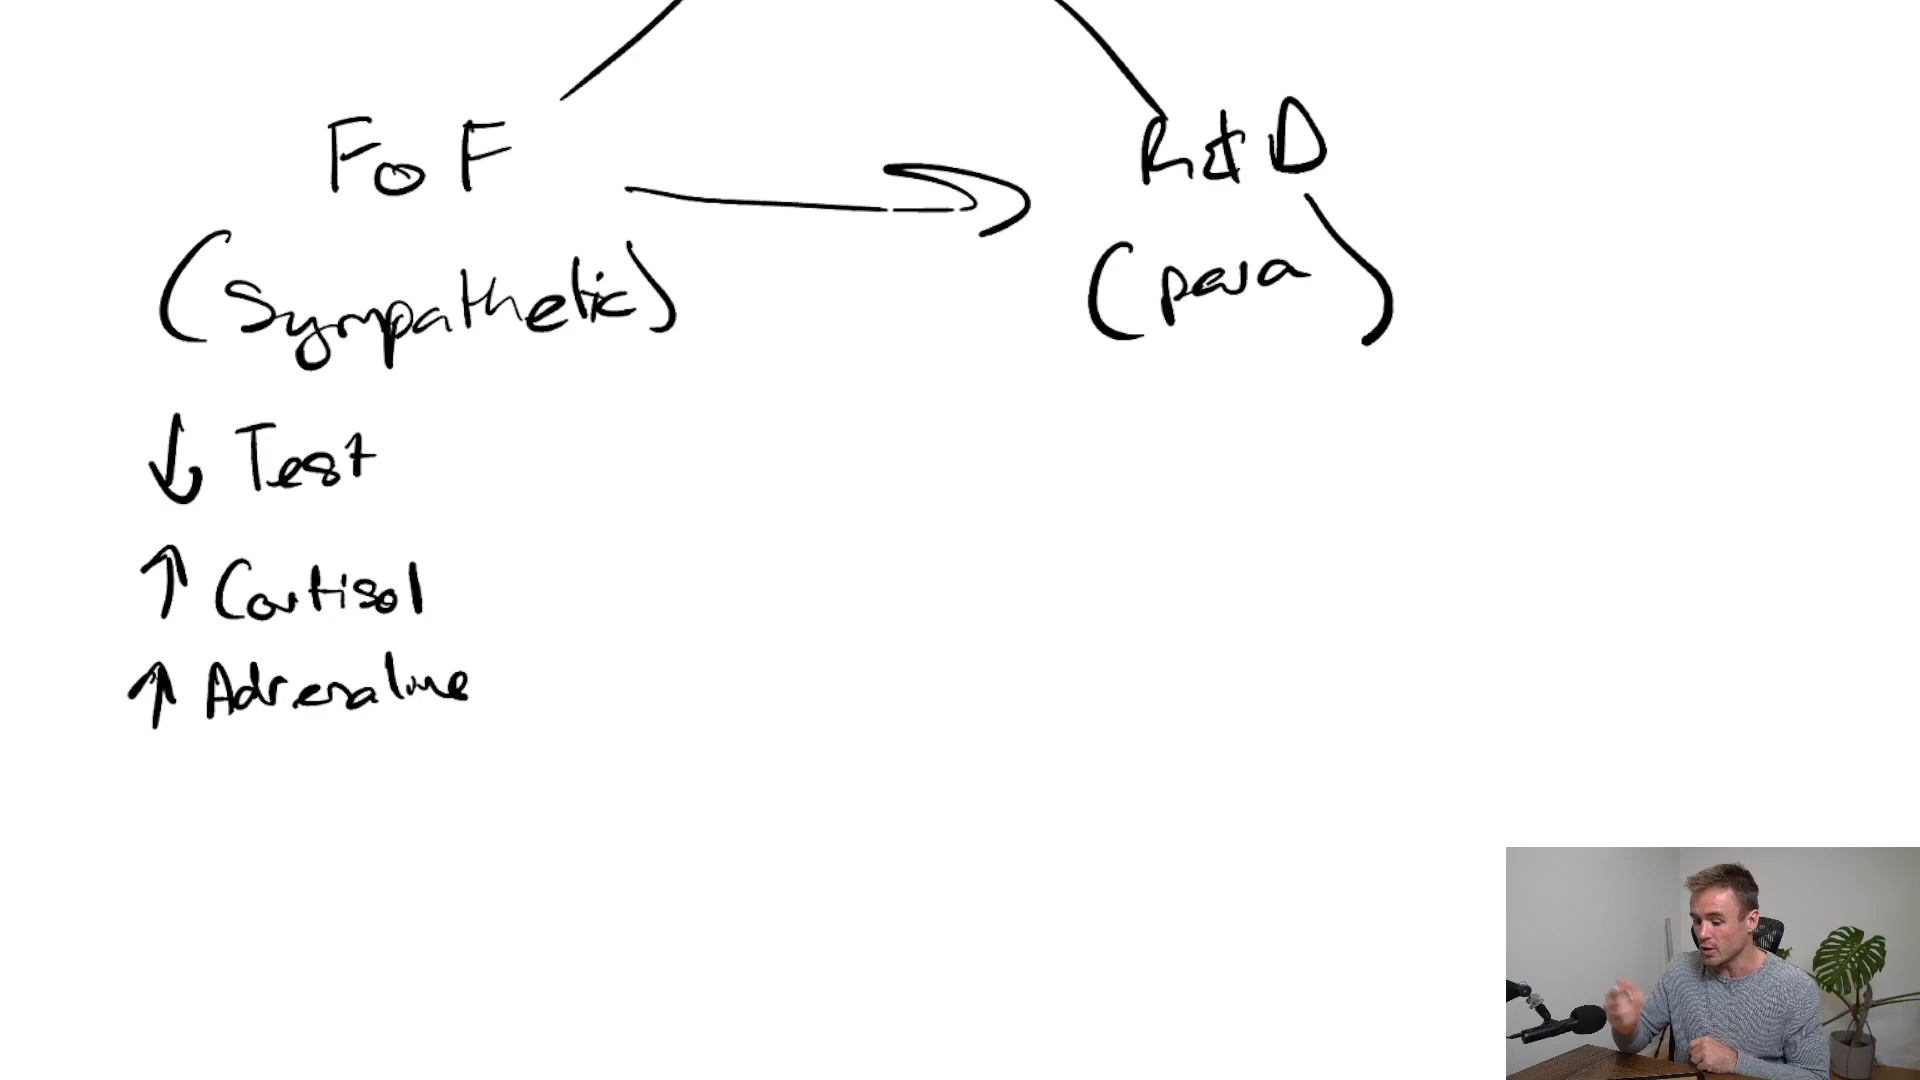 FoF
R&D
(Sympathetic)
(para)
↓ Test
↑ Cortisol
↑ Adrenaline